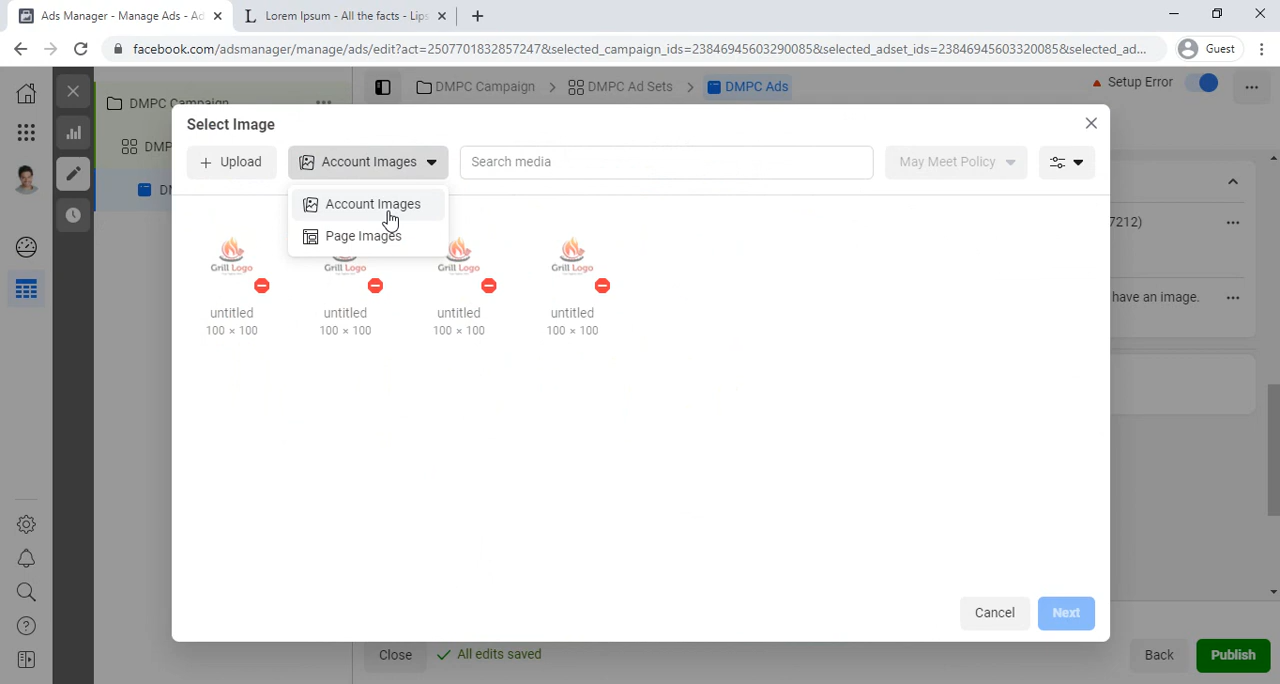 Ads Manager - Manage Ads - Ad
Lorem Ipsum - All the facts - Lips
facebook.com/adsmanager/manage/ads/edit?act=2507701832857247&selected_campaign_ids=23846945603290085&selected_adset_ids=23846945603320085&selected_ad...
Guest
DMPC Campaign
DMPC Campaign > DMPC Ad Sets > DMPC Ads
Setup Error
DMP
D
Select Image
Upload
Account Images
Search media
May Meet Policy
Account Images
Page Images
7212)
have an image.
Grill Logo
Grill Logo
Grill Logo
Grill Logo
untitled
100 × 100
untitled
100 × 100
untitled
100 × 100
untitled
100 × 100
Cancel
Next
Close
All edits saved
Back
Publish